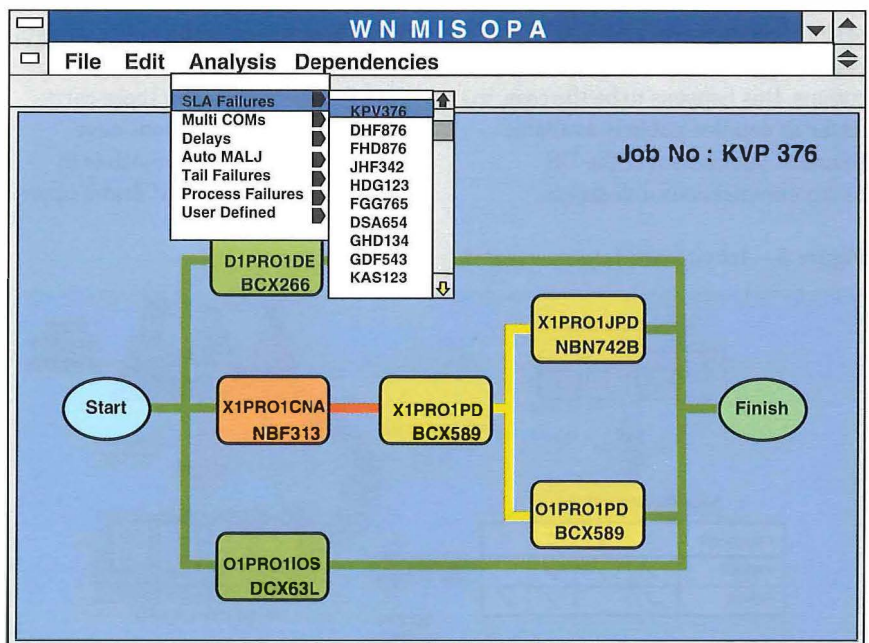 WN MIS OPA
File Edit Analysis Dependencies
SLA Failures
Multi COMs
Delays
Auto MALJ
Tail Failures
Process Failures
User Defined
KPV376
DHF876
FHD876
JHF342
HDG123
FGG765
DSA654
GHD134
GDF543
KAS123
Job No : KVP 376
D1PRO1DE
BCX266
X1PRO1JPD
NBN742B
Start
X1PRO1CNA
NBF313
X1PRO1PD
BCX589
Finish
O1PRO1PD
BCX589
O1PRO1IOS
DCX63L